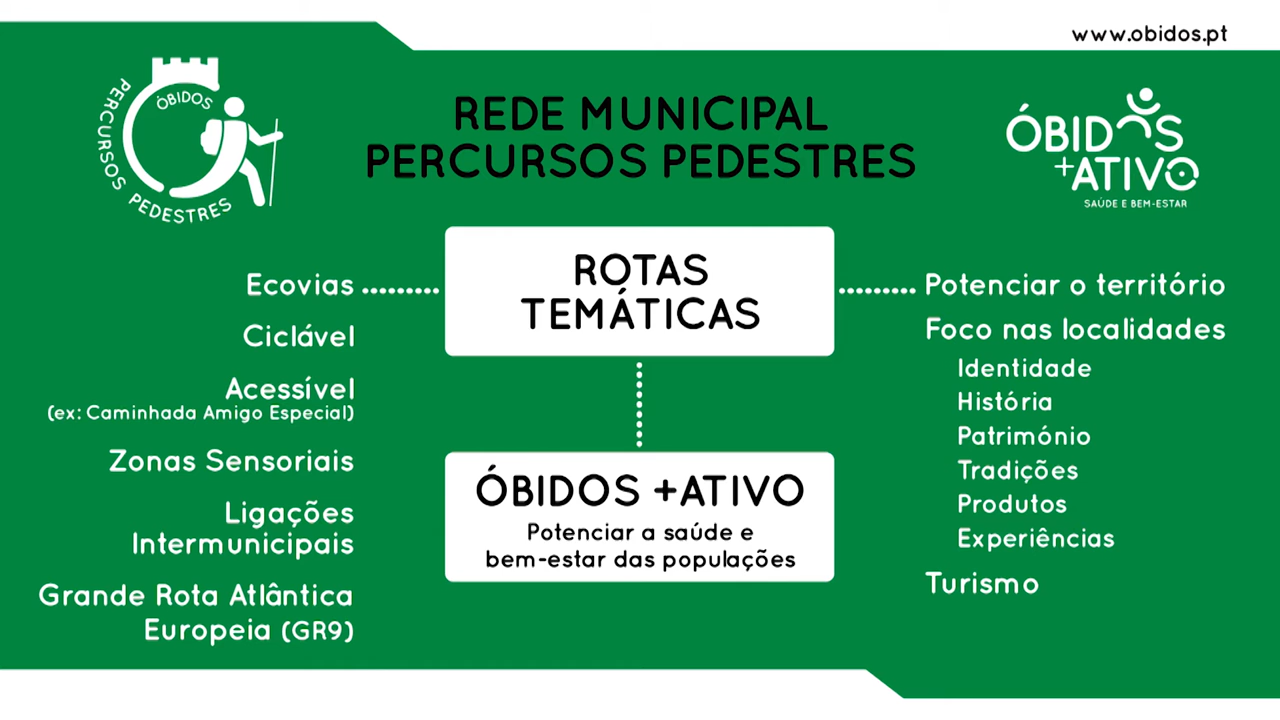 www.obidos.pt
ÓBIDOS
PERCURSOS PEDESTRES
REDE MUNICIPAL
PERCURSOS PEDESTRES
ÓBIDOS
+ATIVO
SAÚDE E BEM-ESTAR
Ecovias
Ciclável
Acessível
(ex: Caminhada Amigo Especial)
Zonas Sensoriais
Ligações
Intermunicipais
Grande Rota Atlântica
Europeia (GR9)
ROTAS
TEMÁTICAS
ÓBIDOS +ATIVO
Potenciar a saúde e
bem-estar das populações
Potenciar o território
Foco nas localidades
Identidade
História
Património
Tradições
Produtos
Experiências
Turismo